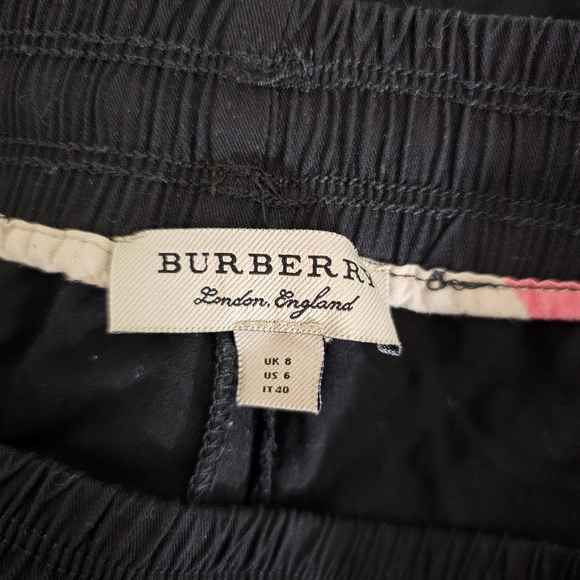 BURBERRY
London, England
UK 8
US 6
IT 40